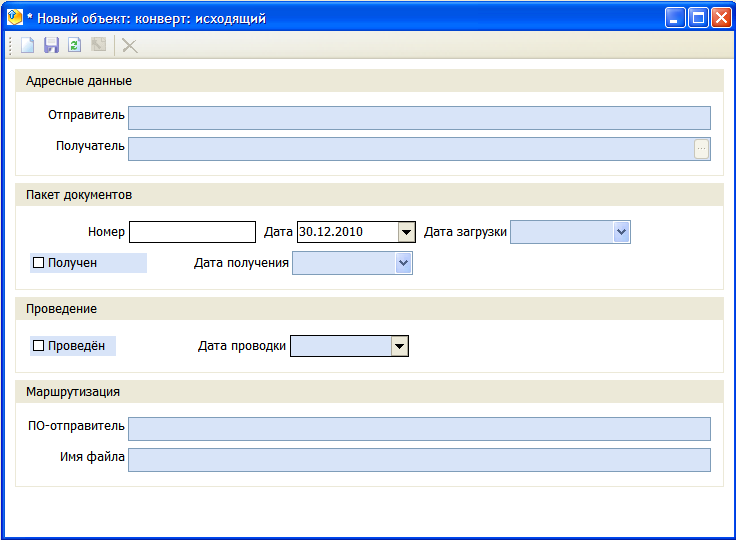 * Новый объект: конверт: исходящий
Адресные данные
Отправитель
Получатель ...
Пакет документов
Номер Дата 30.12.2010 Дата загрузки
Получен Дата получения
Проведение
Проведён Дата проводки
Маршрутизация
ПО-отправитель
Имя файла